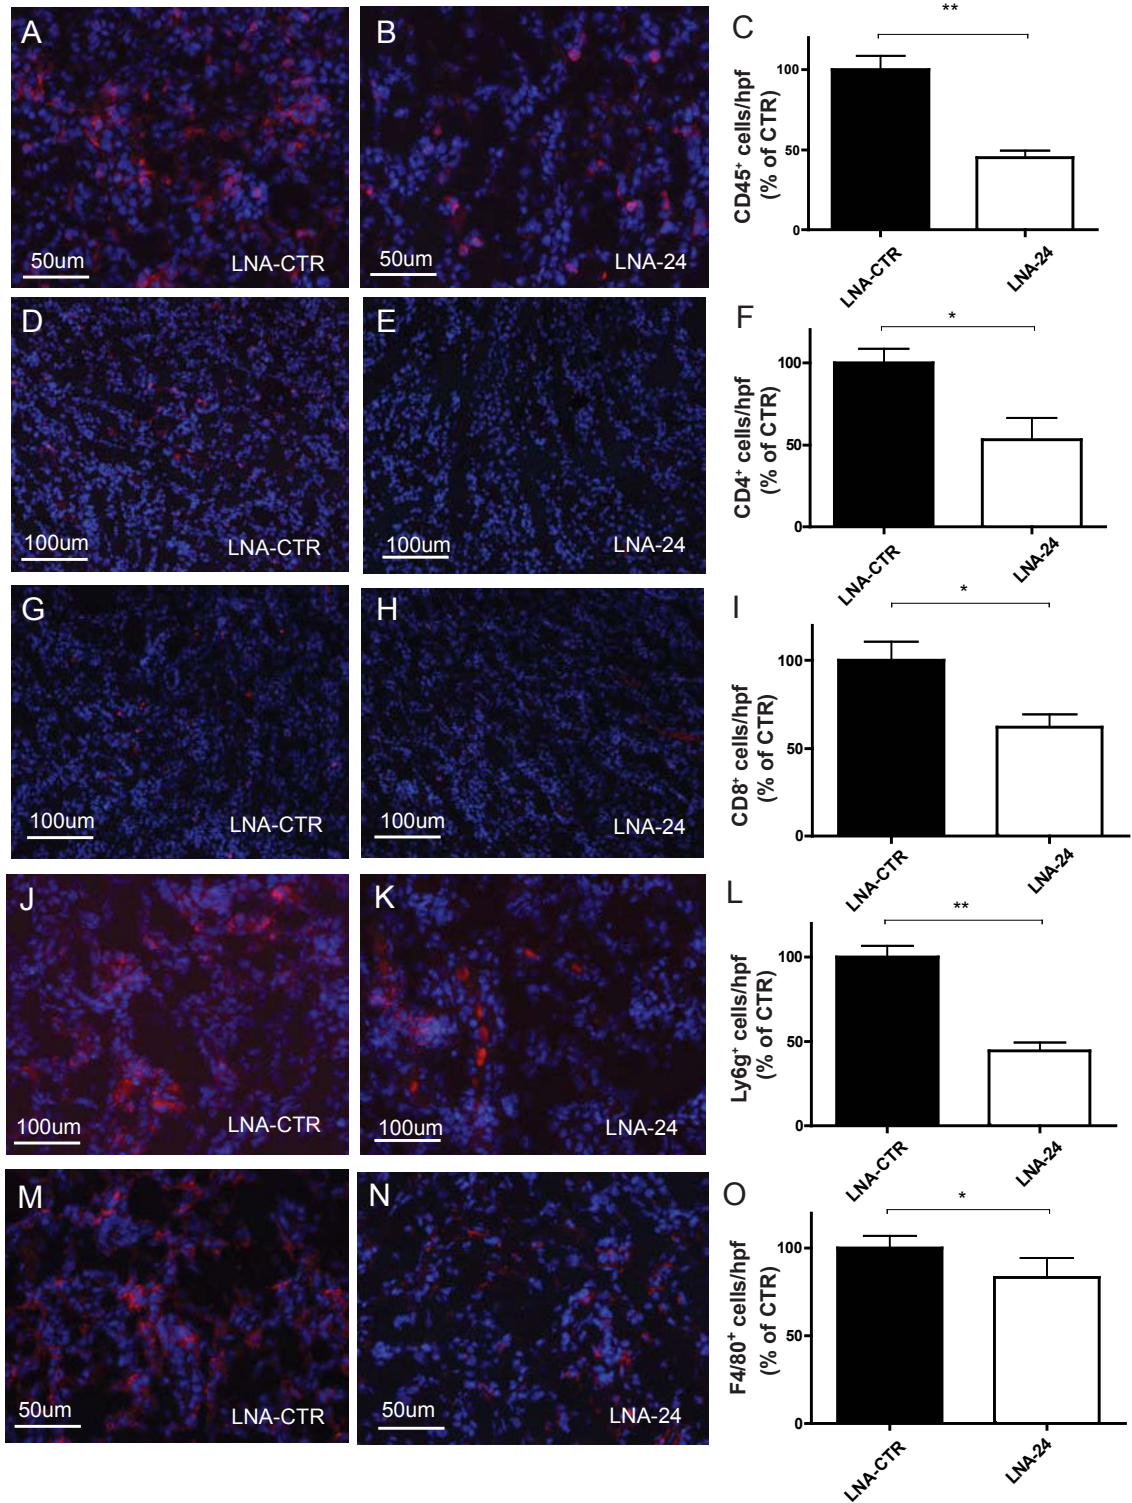 A
50um
LNA-CTR
B
50um
LNA-24
C
**
CD45⁺ cells/hpf
(% of CTR)
100
50
0
LNA-CTR
LNA-24
D
100um
LNA-CTR
E
100um
LNA-24
F
*
CD4⁺ cells/hpf
(% of CTR)
100
50
0
LNA-CTR
LNA-24
G
100um
LNA-CTR
H
100um
LNA-24
I
*
CD8⁺ cells/hpf
(% of CTR)
100
50
0
LNA-CTR
LNA-24
J
100um
LNA-CTR
K
100um
LNA-24
L
**
Ly6g⁺ cells/hpf
(% of CTR)
100
50
0
LNA-CTR
LNA-24
M
50um
LNA-CTR
N
50um
LNA-24
O
*
F4/80⁺ cells/hpf
(% of CTR)
100
50
0
LNA-CTR
LNA-24